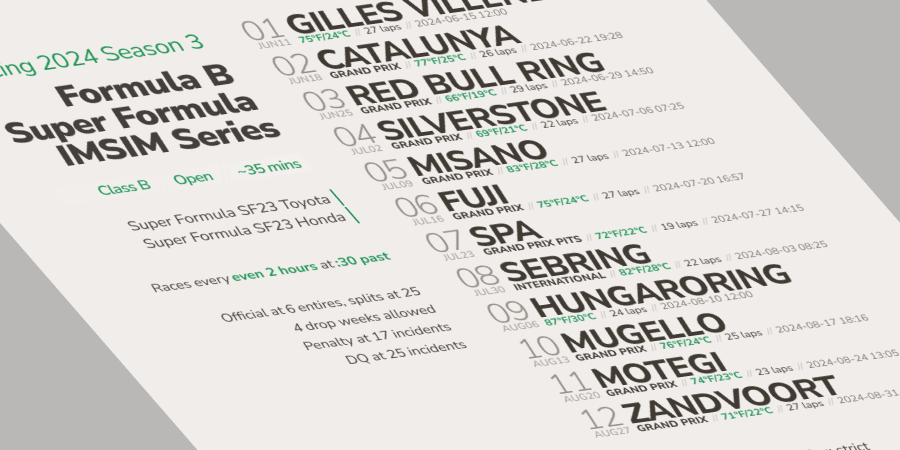 ing 2024 Season 3
Formula B
Super Formula
IMSIM Series
Class B Open ~35 mins
Super Formula SF23 Toyota
Super Formula SF23 Honda
Races every even 2 hours at :30 past
Official at 6 entires, splits at 25
4 drop weeks allowed
Penalty at 17 incidents
DQ at 25 incidents
01 GILLES VILLEN
JUN11 75°F/24°C // 27 laps // 2024-06-15 12:00
02 CATALUNYA
JUN18 GRAND PRIX // 77°F/25°C // 26 laps // 2024-06-22 19:28
03 RED BULL RING
JUN25 GRAND PRIX // 66°F/19°C // 29 laps // 2024-06-29 14:50
04 SILVERSTONE
JUL02 GRAND PRIX // 69°F/21°C // 22 laps // 2024-07-06 07:25
05 MISANO
JUL09 GRAND PRIX // 83°F/28°C // 27 laps // 2024-07-13 12:00
06 FUJI
JUL16 GRAND PRIX // 75°F/24°C // 27 laps // 2024-07-20 16:57
07 SPA
JUL23 GRAND PRIX PITS // 72°F/22°C // 19 laps // 2024-07-27 14:15
08 SEBRING
JUL30 INTERNATIONAL // 82°F/28°C // 22 laps // 2024-08-03 08:25
09 HUNGARORING
AUG06 87°F/30°C // 24 laps // 2024-08-10 12:00
10 MUGELLO
AUG13 GRAND PRIX // 76°F/24°C // 25 laps // 2024-08-17 18:16
11 MOTEGI
AUG20 GRAND PRIX // 74°F/23°C // 23 laps // 2024-08-24 13:05
12 ZANDVOORT
AUG27 GRAND PRIX // 71°F/22°C // 27 laps // 2024-08-31
strict